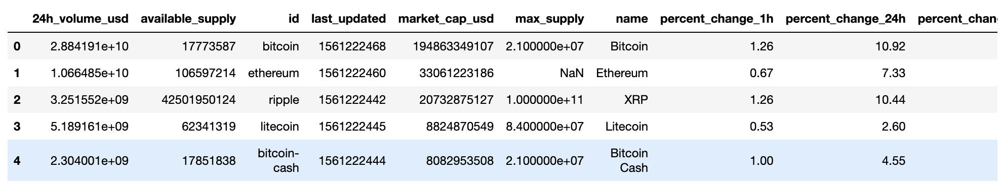 24h_volume_usd available_supply id last_updated market_cap_usd max_supply name percent_change_1h percent_change_24h percent_chang
0 2.884191e+10 17773587 bitcoin 1561222468 194863349107 2.100000e+07 Bitcoin 1.26 10.92
1 1.066485e+10 106597214 ethereum 1561222460 33061223186 NaN Ethereum 0.67 7.33
2 3.251552e+09 42501950124 ripple 1561222442 20732875127 1.000000e+11 XRP 1.26 10.44
3 5.189161e+09 62341319 litecoin 1561222445 8824870549 8.400000e+07 Litecoin 0.53 2.60
4 2.304001e+09 17851838 bitcoin-cash 1561222444 8082953508 2.100000e+07 Bitcoin Cash 1.00 4.55